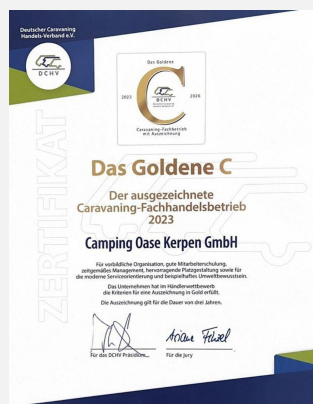 Deutscher Caravaning
Handels-Verband e.V.
DCHV
Das Goldene
C
2023
2026
DCHV
Caravaning-Fachbetrieb
mit Auszeichnung
ZERTIFIKAT
Das Goldene C
Der ausgezeichnete
Caravaning-Fachhandelsbetrieb
2023
Camping Oase Kerpen GmbH
Für vorbildliche Organisation, gute Mitarbeiterschulung,
zeitgemäßes Management, hervorragende Platzgestaltung sowie für
die moderne Serviceorientierung und beispielhaftes Umweltbewusstsein.
Das Unternehmen hat im Händlerwettbewerb
die Kriterien für eine Auszeichnung in Gold erfüllt.
Die Auszeichnung gilt für die Dauer von drei Jahren.
Für das DCHV Präsidium
Für die Jury